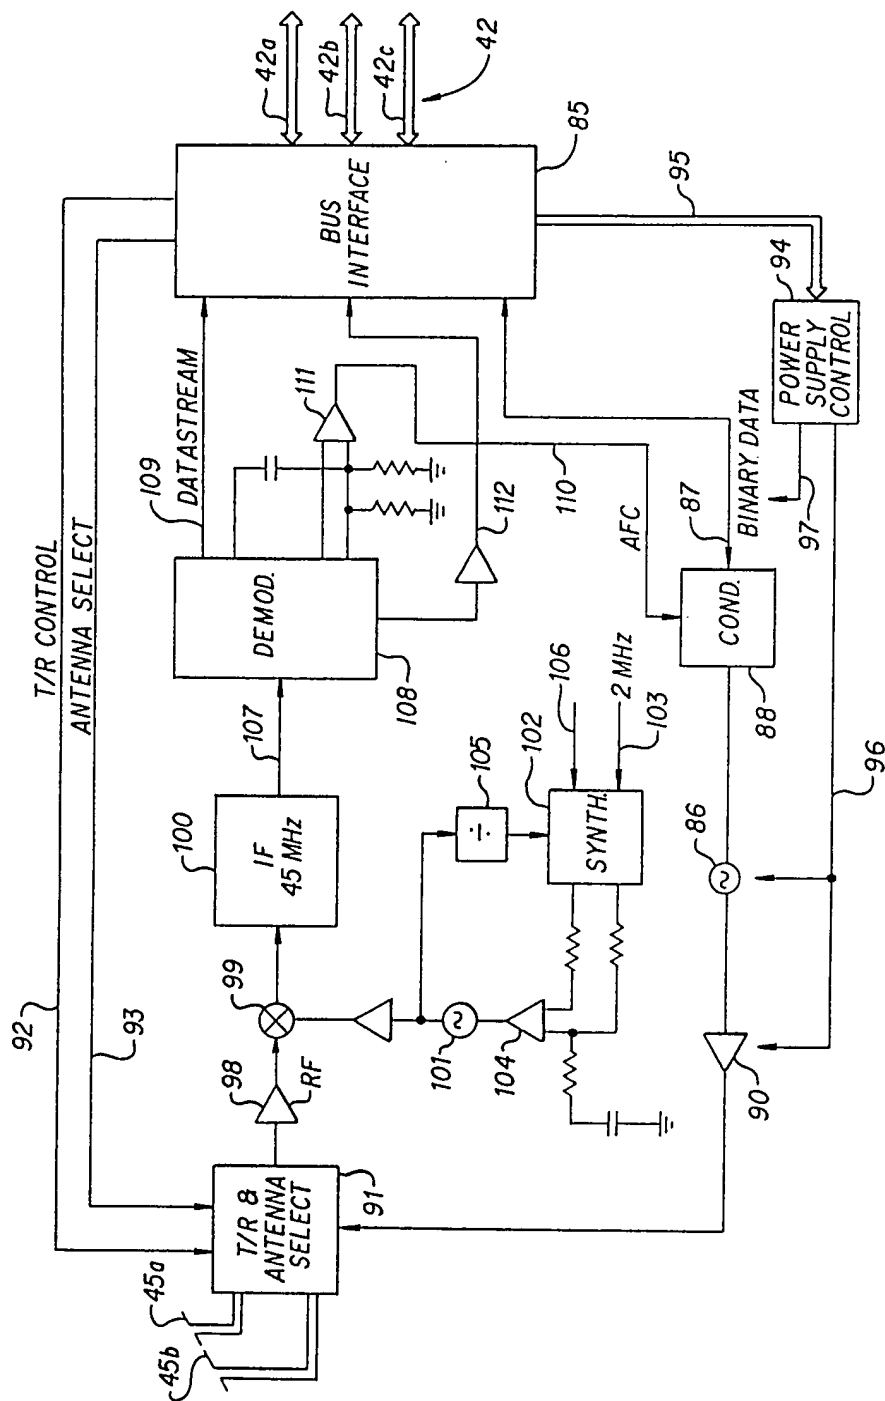 T/R CONTROL
ANTENNA SELECT
92
93
109
DATASTREAM
42a
42b
42c
42
BUS
INTERFACE
85
95
45a
45b
T/R &
ANTENNA
SELECT
91
98
RF
99
100
IF
45 MHz
107
DEMOD.
108
111
112
110
AFC
101
~
104
105
÷
102
SYNTH.
106
2 MHz
103
90
86
~
COND.
88
87
BINARY DATA
97
POWER
SUPPLY
CONTROL
94
96